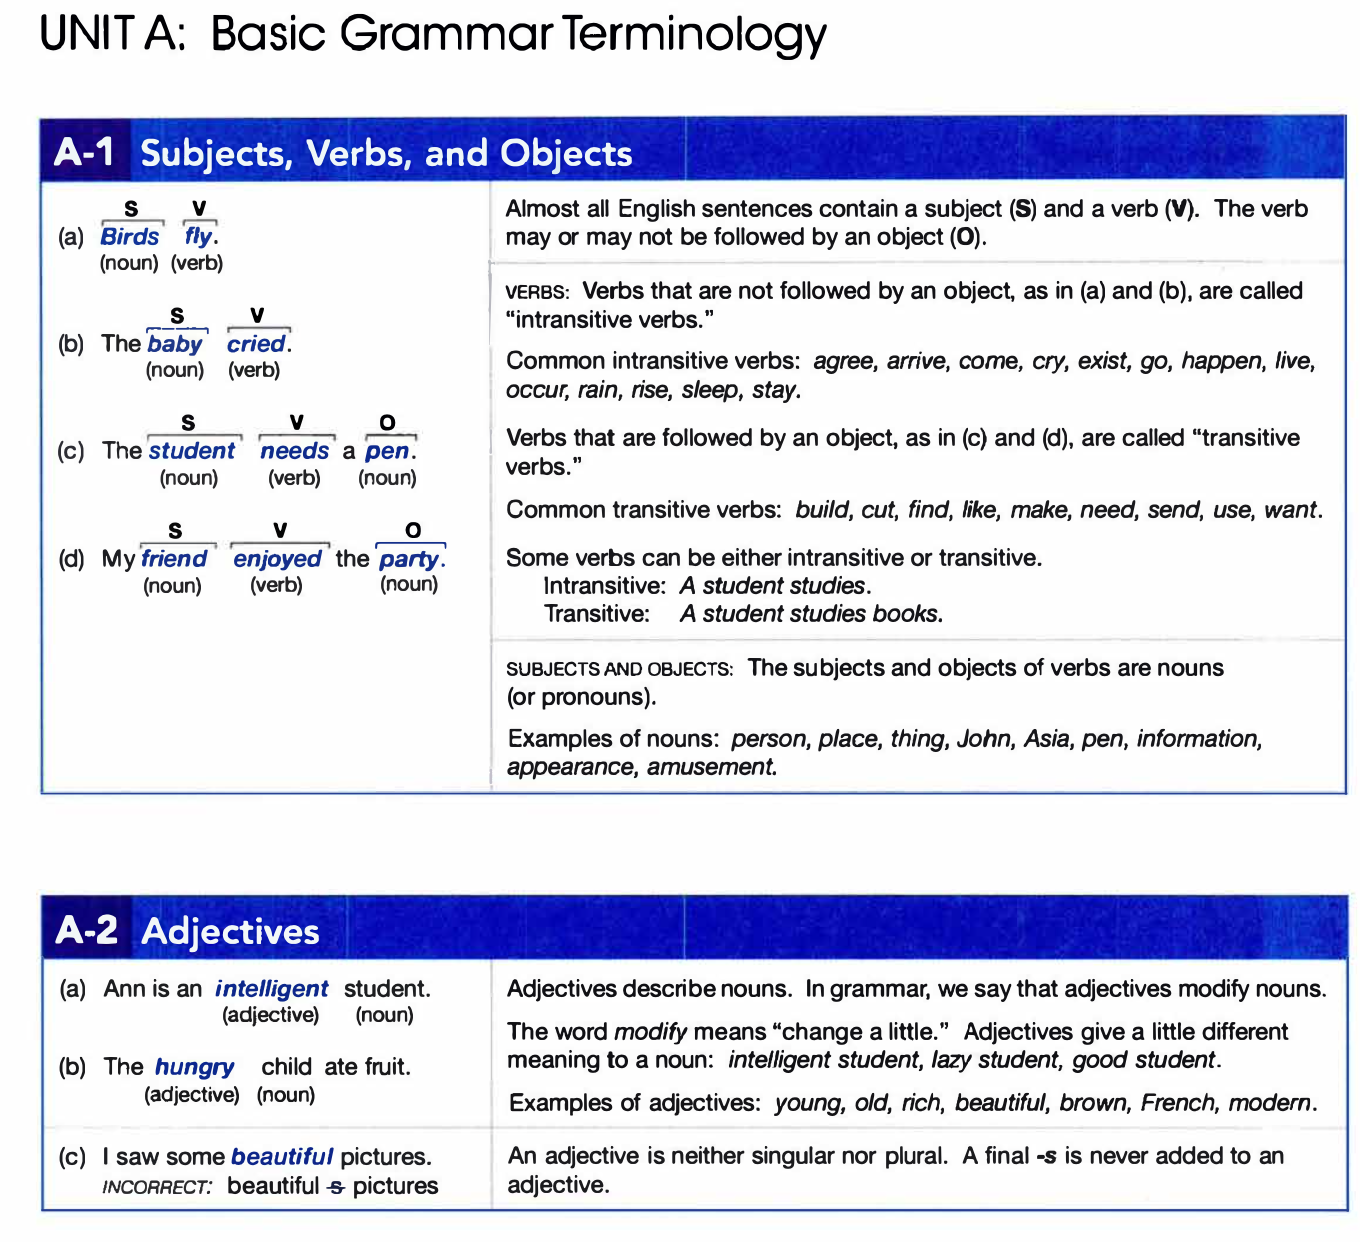 UNIT A: Basic Grammar Terminology
A-1 Subjects, Verbs, and Objects
S V
(a) Birds fly.
(noun) (verb)
S V
(b) The baby cried.
(noun) (verb)
S V O
(c) The student needs a pen.
(noun) (verb) (noun)
S V O
(d) My friend enjoyed the party.
(noun) (verb) (noun)
Almost all English sentences contain a subject (S) and a verb (V). The verb
may or may not be followed by an object (O).
VERBS: Verbs that are not followed by an object, as in (a) and (b), are called
“intransitive verbs.”
Common intransitive verbs: agree, arrive, come, cry, exist, go, happen, live,
occur, rain, rise, sleep, stay.
Verbs that are followed by an object, as in (c) and (d), are called “transitive
verbs.”
Common transitive verbs: build, cut, find, like, make, need, send, use, want.
Some verbs can be either intransitive or transitive.
Intransitive: A student studies.
Transitive: A student studies books.
SUBJECTS AND OBJECTS: The subjects and objects of verbs are nouns
(or pronouns).
Examples of nouns: person, place, thing, John, Asia, pen, information,
appearance, amusement.
A-2 Adjectives
(a) Ann is an intelligent student.
(adjective) (noun)
(b) The hungry child ate fruit.
(adjective) (noun)
Adjectives describe nouns. In grammar, we say that adjectives modify nouns.
The word modify means “change a little.” Adjectives give a little different
meaning to a noun: intelligent student, lazy student, good student.
Examples of adjectives: young, old, rich, beautiful, brown, French, modern.
(c) I saw some beautiful pictures.
INCORRECT: beautiful s pictures
An adjective is neither singular nor plural. A final -s is never added to an
adjective.